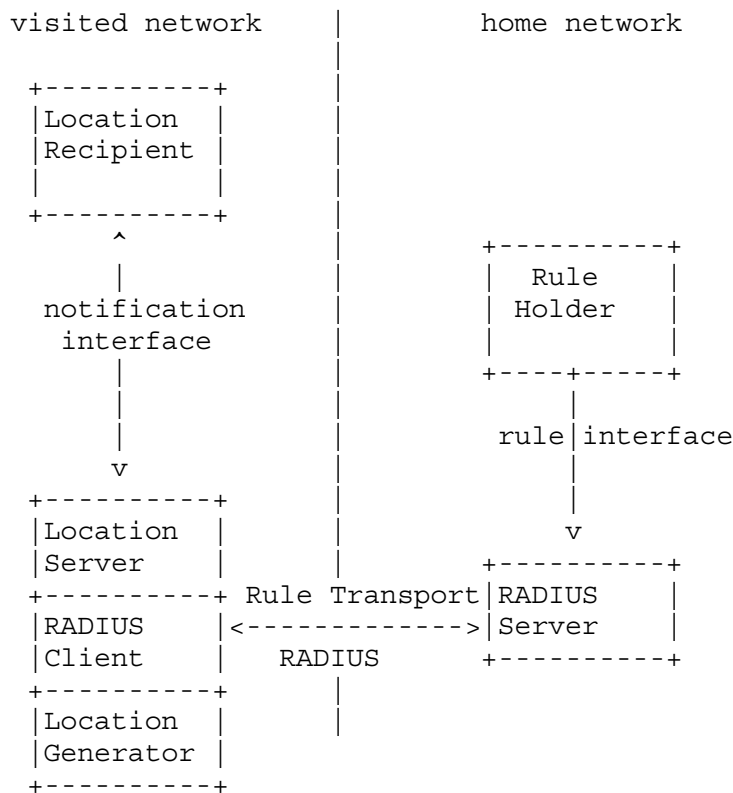 visited network | home network
Location
Recipient
Rule
Holder
notification
interface
rule|interface
Location
Server
Rule Transport
RADIUS
Client
RADIUS
RADIUS
Server
Location
Generator